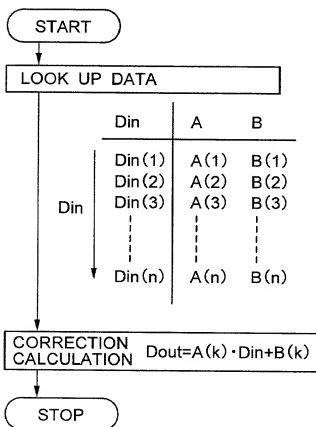 START
LOOK UP DATA
Din A B
Din(1) A(1) B(1)
Din(2) A(2) B(2)
Din(3) A(3) B(3)
Din
Din(n) A(n) B(n)
CORRECTION
CALCULATION Dout=A(k)・Din+B(k)
STOP